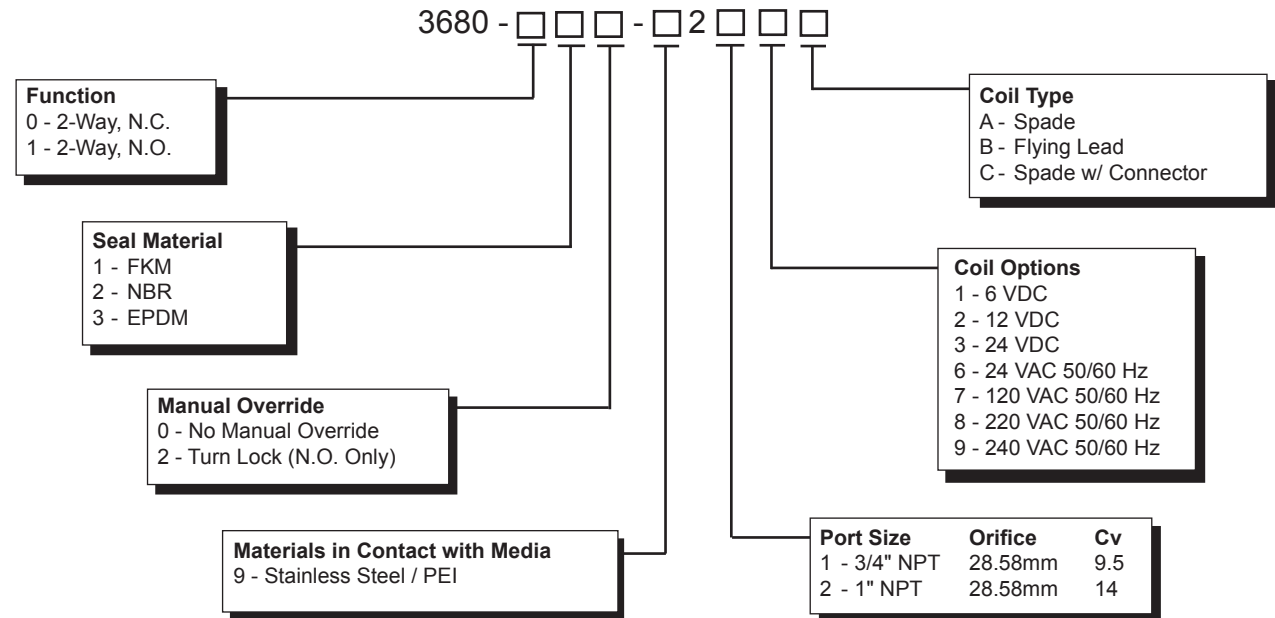 3680 - □ □ □ - □ 2 □ □ □
Function
0 - 2-Way, N.C.
1 - 2-Way, N.O.
Seal Material
1 - FKM
2 - NBR
3 - EPDM
Manual Override
0 - No Manual Override
2 - Turn Lock (N.O. Only)
Materials in Contact with Media
9 - Stainless Steel / PEI
Coil Type
A - Spade
B - Flying Lead
C - Spade w/ Connector
Coil Options
1 - 6 VDC
2 - 12 VDC
3 - 24 VDC
6 - 24 VAC 50/60 Hz
7 - 120 VAC 50/60 Hz
8 - 220 VAC 50/60 Hz
9 - 240 VAC 50/60 Hz
Port Size Orifice Cv
1 - 3/4" NPT 28.58mm 9.5
2 - 1" NPT 28.58mm 14